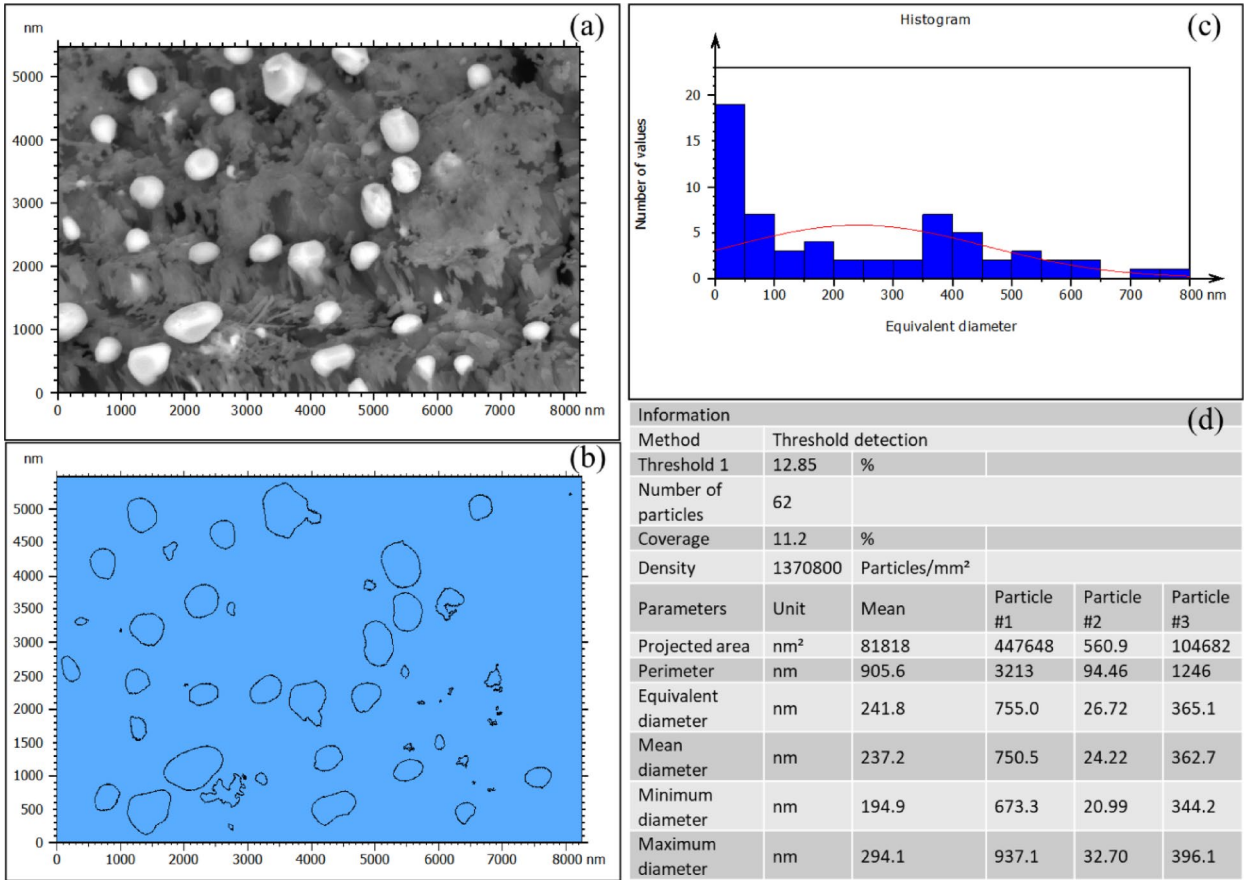 nm
(a)
5000
4000
3000
2000
1000
0
0 1000 2000 3000 4000 5000 6000 7000 8000 nm
nm
(b)
5000
4500
4000
3500
3000
2500
2000
1500
1000
500
0
0 1000 2000 3000 4000 5000 6000 7000 8000 nm
Histogram
(c)
Number of values
20
15
10
5
0
0 100 200 300 400 500 600 700 800 nm
Equivalent diameter
(d)
Information
Method Threshold detection
Threshold 1 12.85 %
Number of
particles 62
Coverage 11.2 %
Density 1370800 Particles/mm²
Parameters Unit Mean Particle #1 Particle #2 Particle #3
Projected area nm² 81818 447648 560.9 104682
Perimeter nm 905.6 3213 94.46 1246
Equivalent
diameter nm 241.8 755.0 26.72 365.1
Mean
diameter nm 237.2 750.5 24.22 362.7
Minimum
diameter nm 194.9 673.3 20.99 344.2
Maximum
diameter nm 294.1 937.1 32.70 396.1